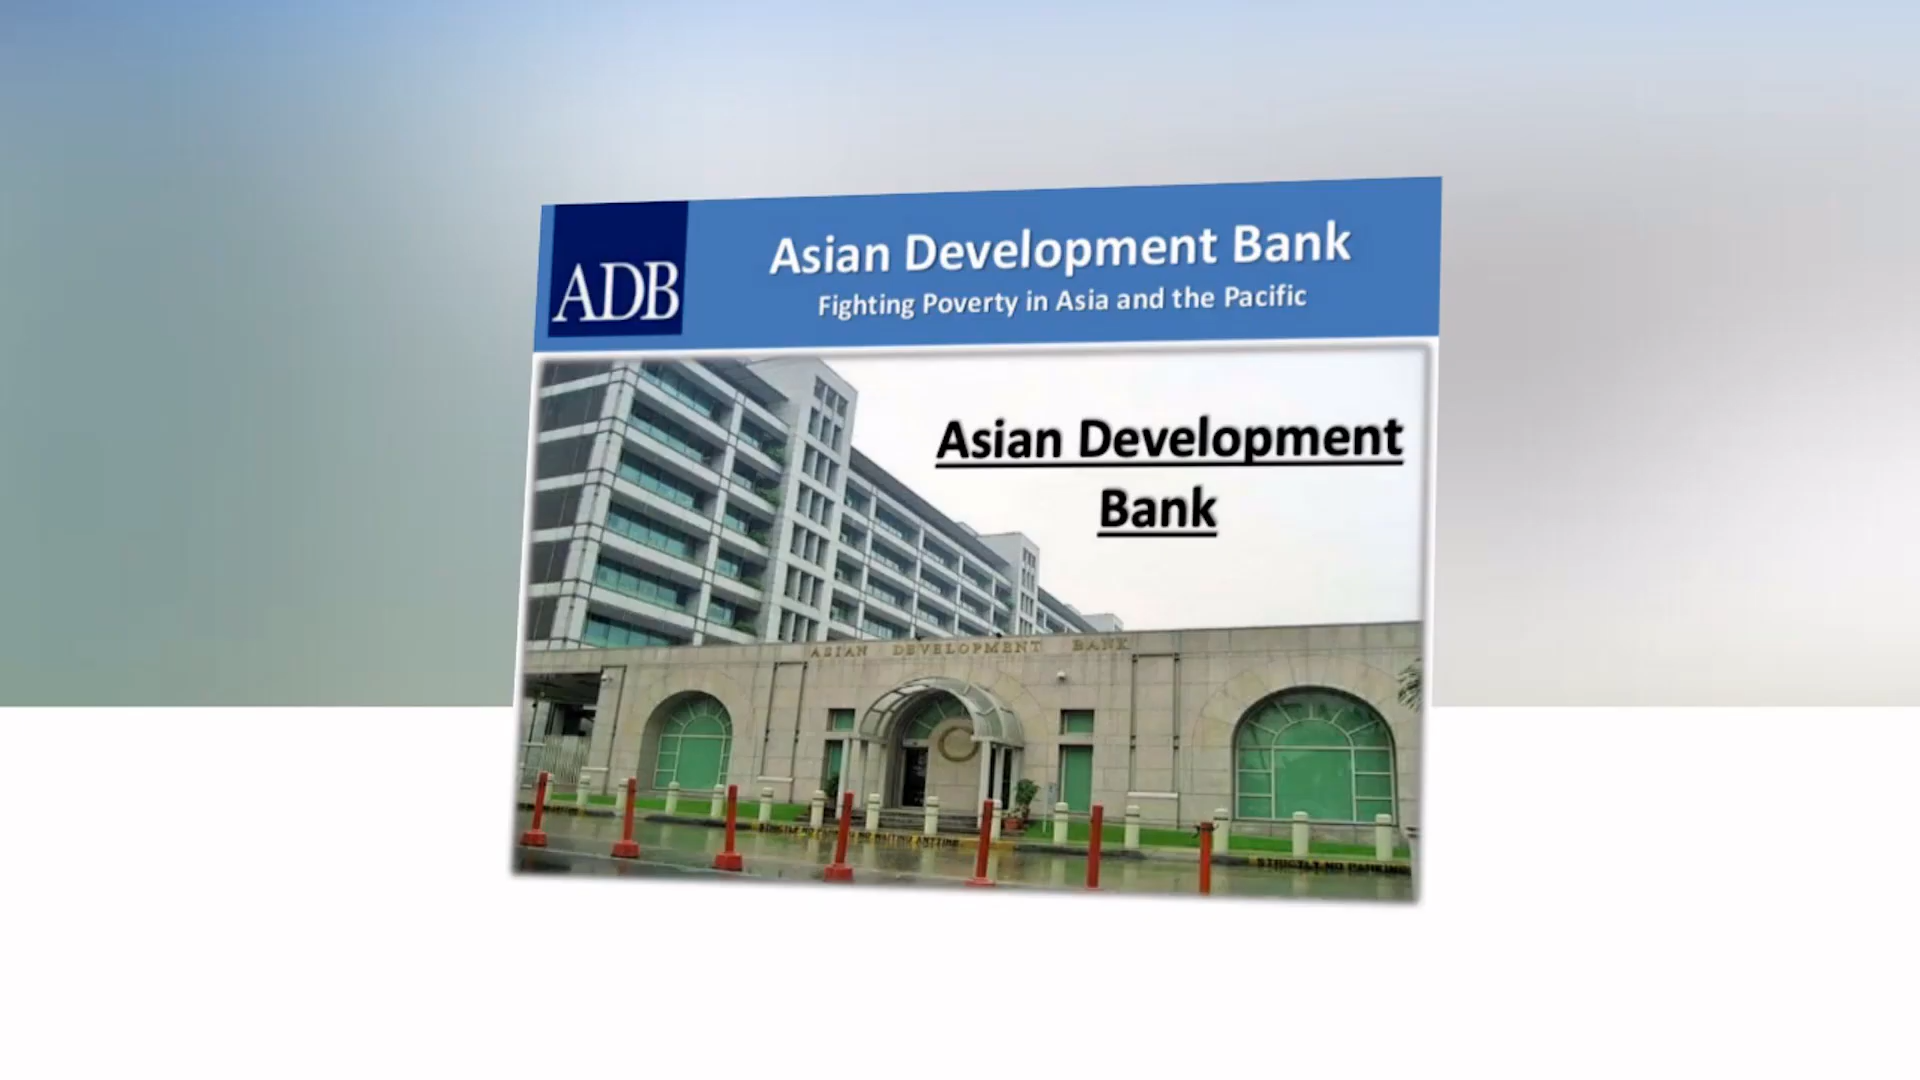 ADB
Asian Development Bank
Fighting Poverty in Asia and the Pacific
Asian Development
Bank
ASIAN DEVELOPMENT BANK
STRICTLY NO PARKING